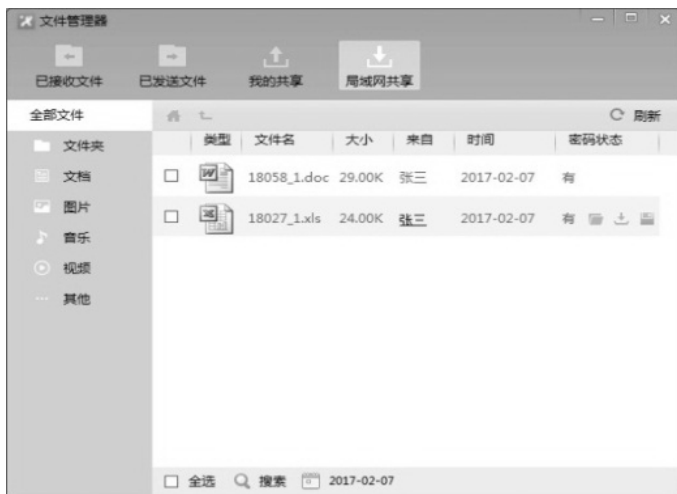 文件管理器
已接收文件 已发送文件 我的共享 局域网共享
全部文件 刷新
文件夹 类型 文件名 大小 来自 时间 密码状态
文档 18058_1.doc 29.00K 张三 2017-02-07 有
图片 18027_1.xls 24.00K 张三 2017-02-07 有
音乐
视频
其他
全选 搜素 2017-02-07